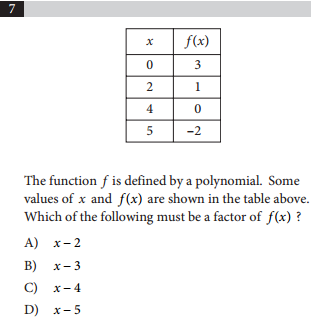 7
x f(x)
0 3
2 1
4 0
5 −2
The function f is defined by a polynomial. Some
values of x and f(x) are shown in the table above.
Which of the following must be a factor of f(x) ?
A) x − 2
B) x − 3
C) x − 4
D) x − 5